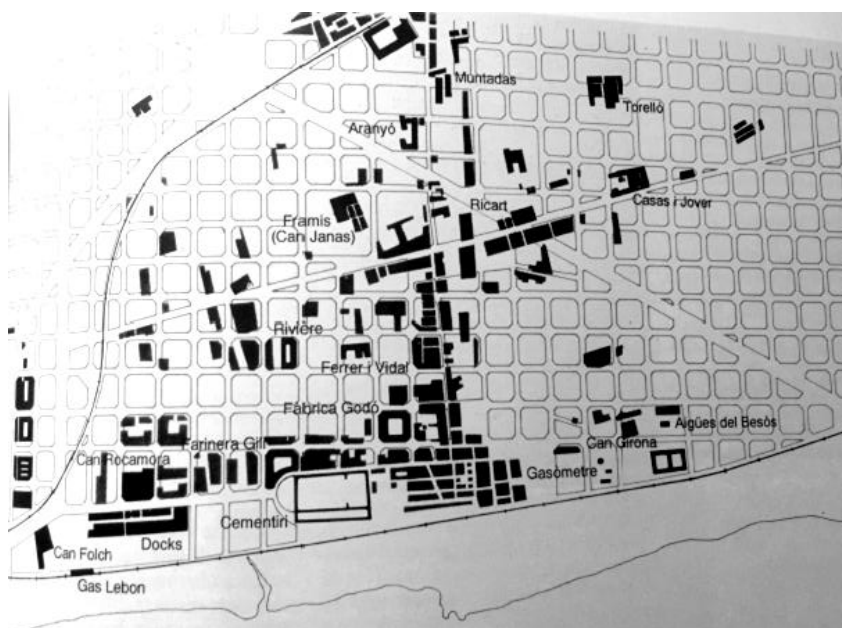 Muntadas
Torelló
Aranyó
Ricart
Casas i Jover
Framis
(Can Janas)
Rivière
Ferrer i Vidal
Fàbrica Godó
Aigües del Besòs
Can Girona
Farinera Gili
Can Rocamora
Gasòmetre
Cementiri
Docks
Can Folch
Gas Lebon